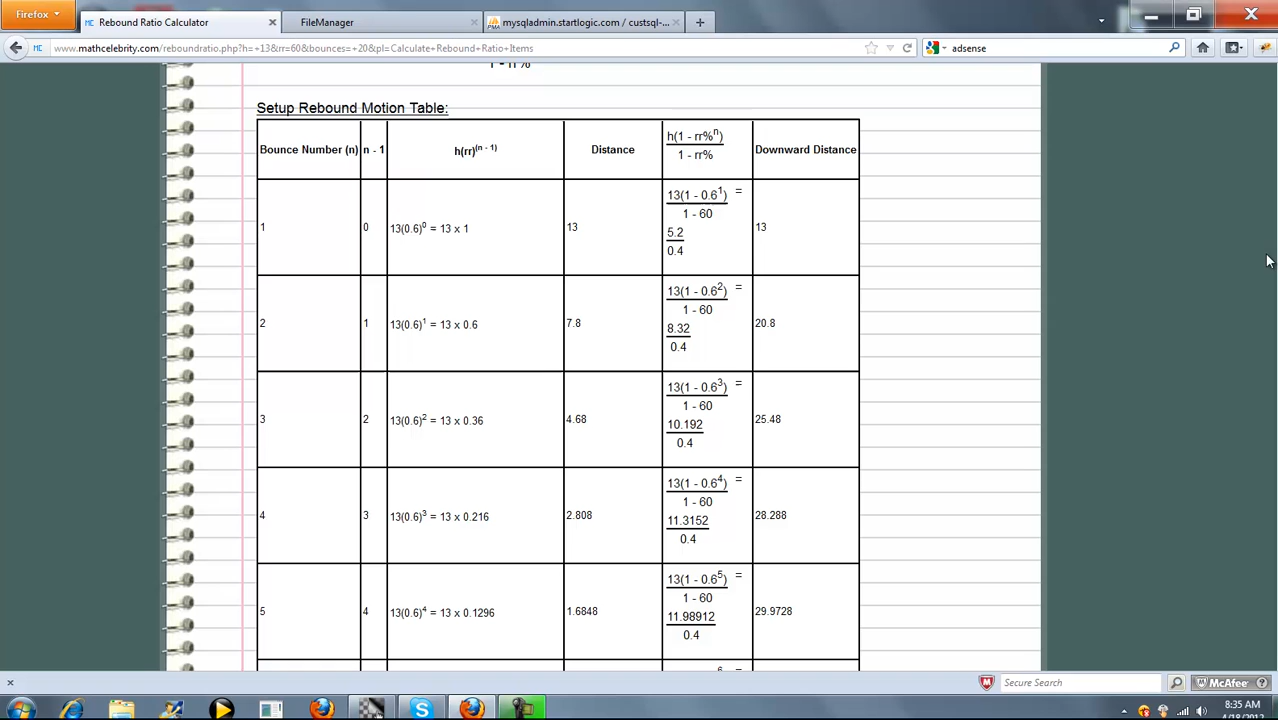 Firefox
Rebound Ratio Calculator
FileManager
mysqladmin.startlogic.com / custsql-...
www.mathcelebrity.com/reboundratio.php?h=+13&rr=60&bounces=+20&pl=Calculate+Rebound+Ratio+Items
adsense
1 - rr%
Setup Rebound Motion Table:
Bounce Number (n) n - 1 h(rr)(n - 1) Distance h(1 - rr%n) Downward Distance
1 - rr%
1 0 13(0.6)0 = 13 x 1 13 13(1 - 0.61) = 13
1 - 60
5.2
0.4
2 1 13(0.6)1 = 13 x 0.6 7.8 13(1 - 0.62) = 20.8
1 - 60
8.32
0.4
3 2 13(0.6)2 = 13 x 0.36 4.68 13(1 - 0.63) = 25.48
1 - 60
10.192
0.4
4 3 13(0.6)3 = 13 x 0.216 2.808 13(1 - 0.64) = 28.288
1 - 60
11.3152
0.4
5 4 13(0.6)4 = 13 x 0.1296 1.6848 13(1 - 0.65) = 29.9728
1 - 60
11.98912
0.4
6 =
Secure Search
McAfee
8:35 AM
4/18/2012